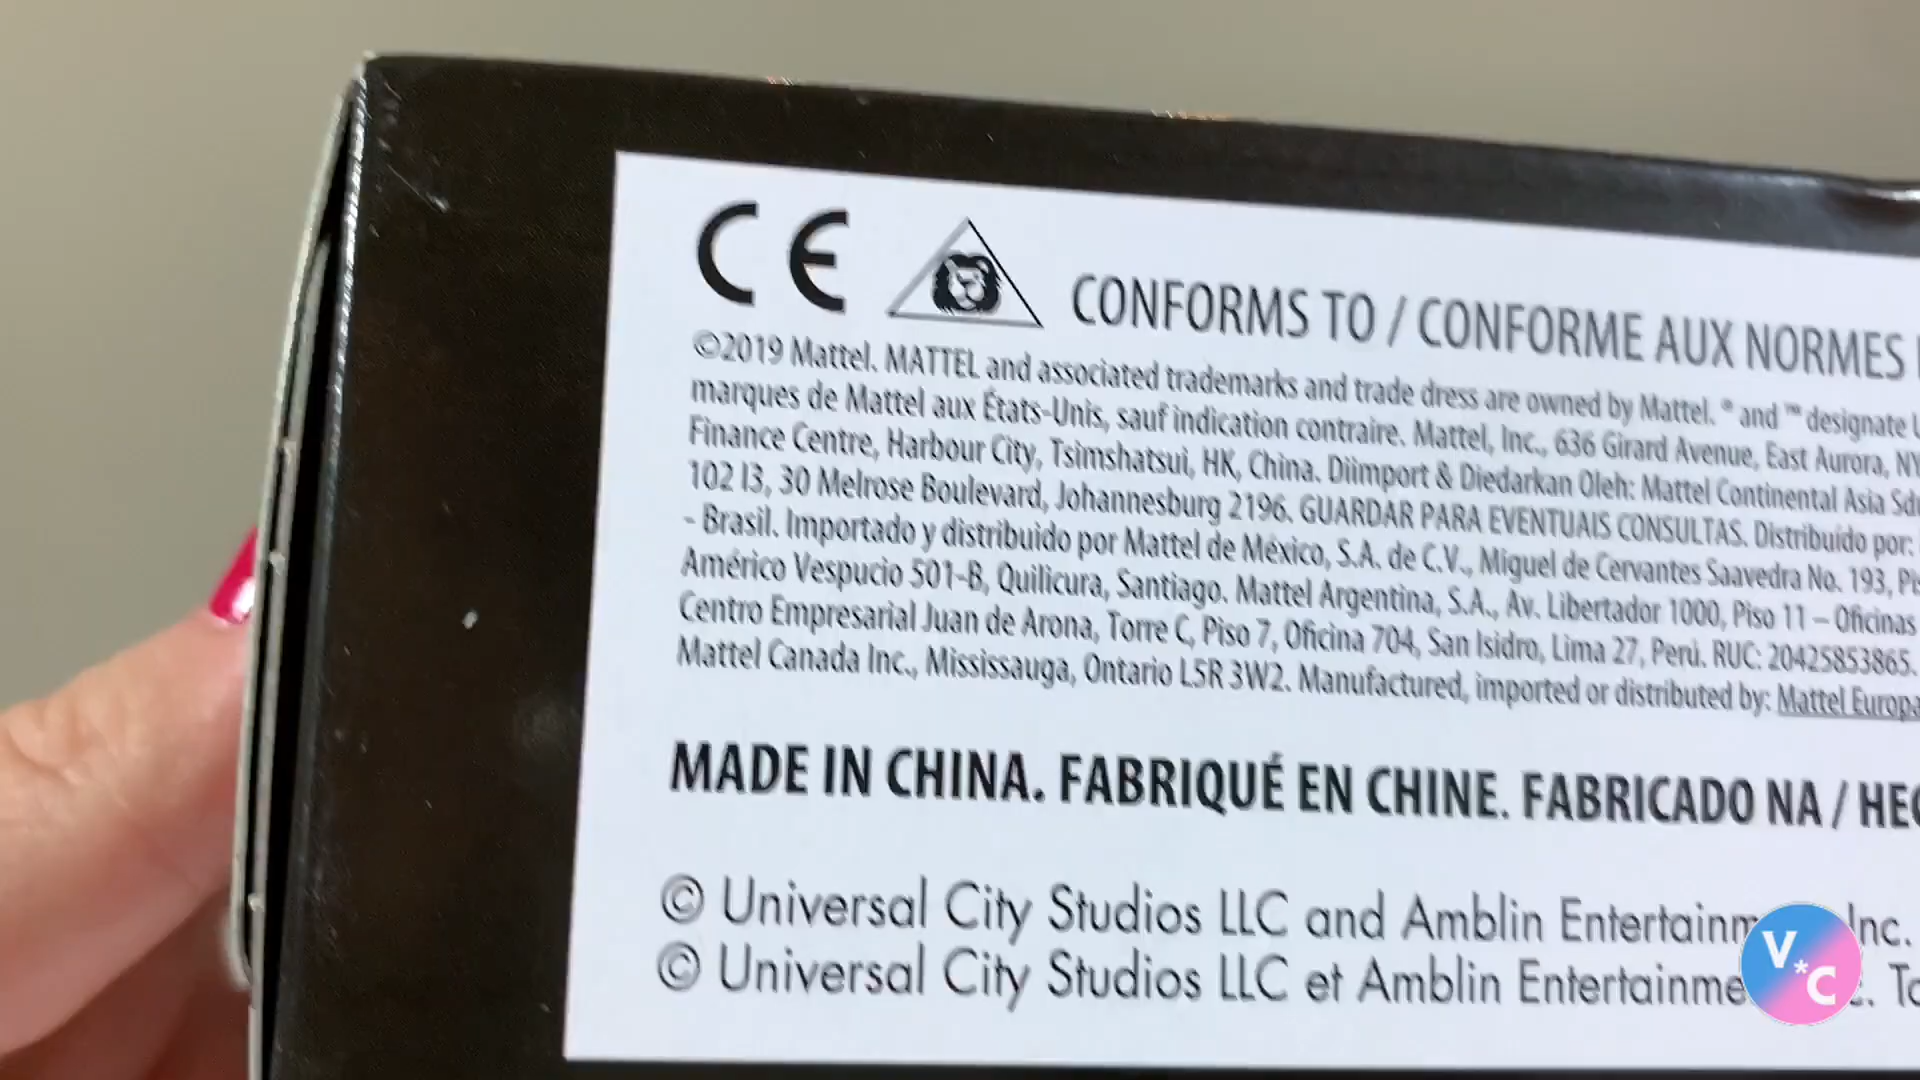 CE
CONFORMS TO / CONFORME AUX NORMES
©2019 Mattel. MATTEL and associated trademarks and trade dress are owned by Mattel. ® and ™ designate
marques de Mattel aux États-Unis, sauf indication contraire. Mattel, Inc., 636 Girard Avenue, East Aurora, NY
Finance Centre, Harbour City, Tsimshatsui, HK, China. Diimport & Diedarkan Oleh: Mattel Continental Asia Sdn
102 I3, 30 Melrose Boulevard, Johannesburg 2196. GUARDAR PARA EVENTUAIS CONSULTAS. Distribuído por:
- Brasil. Importado y distribuido por Mattel de México, S.A. de C.V., Miguel de Cervantes Saavedra No. 193,
Américo Vespucio 501-B, Quilicura, Santiago. Mattel Argentina, S.A., Av. Libertador 1000, Piso 11 – Oficinas
Centro Empresarial Juan de Arona, Torre C, Piso 7, Oficina 704, San Isidro, Lima 27, Perú. RUC: 20425853865.
Mattel Canada Inc., Mississauga, Ontario L5R 3W2. Manufactured, imported or distributed by: Mattel Europa
MADE IN CHINA. FABRIQUÉ EN CHINE. FABRICADO NA /
© Universal City Studios LLC and Amblin Entertainm Inc.
© Universal City Studios LLC et Amblin Entertainme
V*C